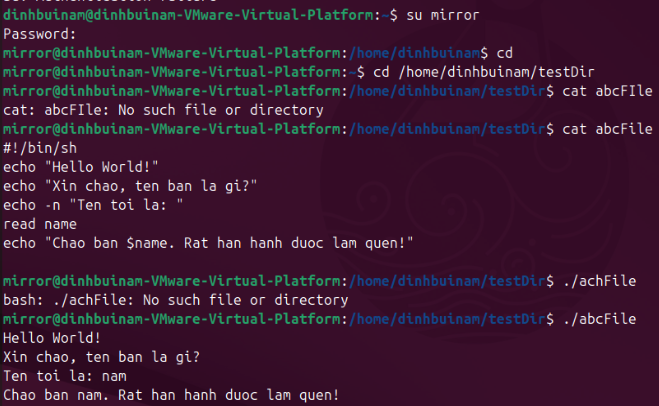 dinhbuinam@dinhbuinam-VMware-Virtual-Platform:~$ su mirror
Password:
mirror@dinhbuinam-VMware-Virtual-Platform:/home/dinhbuinam$ cd
mirror@dinhbuinam-VMware-Virtual-Platform:~$ cd /home/dinhbuinam/testDir
mirror@dinhbuinam-VMware-Virtual-Platform:/home/dinhbuinam/testDir$ cat abcFIle
cat: abcFIle: No such file or directory
mirror@dinhbuinam-VMware-Virtual-Platform:/home/dinhbuinam/testDir$ cat abcFile
#!/bin/sh
echo "Hello World!"
echo "Xin chao, ten ban la gi?"
echo -n "Ten toi la: "
read name
echo "Chao ban $name. Rat han hanh duoc lam quen!"
mirror@dinhbuinam-VMware-Virtual-Platform:/home/dinhbuinam/testDir$ ./achFile
bash: ./achFile: No such file or directory
mirror@dinhbuinam-VMware-Virtual-Platform:/home/dinhbuinam/testDir$ ./abcFile
Hello World!
Xin chao, ten ban la gi?
Ten toi la: nam
Chao ban nam. Rat han hanh duoc lam quen!